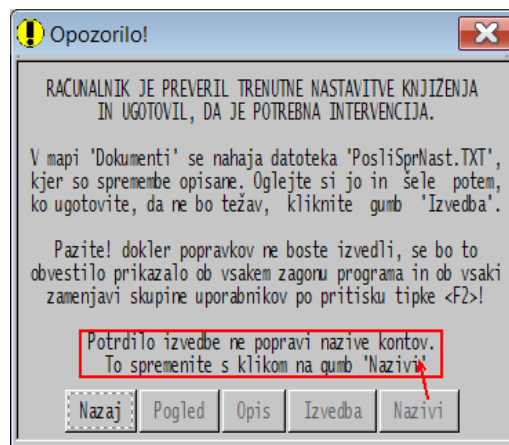 Opozorilo!
RAČUNALNIK JE PREVERIL TRENUTNE NASTAVITVE KNJIŽENJA
IN UGOTOVIL, DA JE POTREBNA INTERVENCIJA.
V mapi 'Dokumenti' se nahaja datoteka 'PosliSprNast.TXT',
kjer so spremembe opisane. Oglejte si jo in šele potem,
ko ugotovite, da ne bo težav, kliknite gumb 'Izvedba'.
Pazite! dokler popravkov ne boste izvedli, se bo to
obvestilo prikazalo ob vsakem zagonu programa in ob vsaki
zamenjavi skupine uporabnikov po pritisku tipke <F2>!
Potrdilo izvedbe ne popravi nazive kontov.
To spremenite s klikom na gumb 'Nazivi'
Nazaj Pogled Opis Izvedba Nazivi